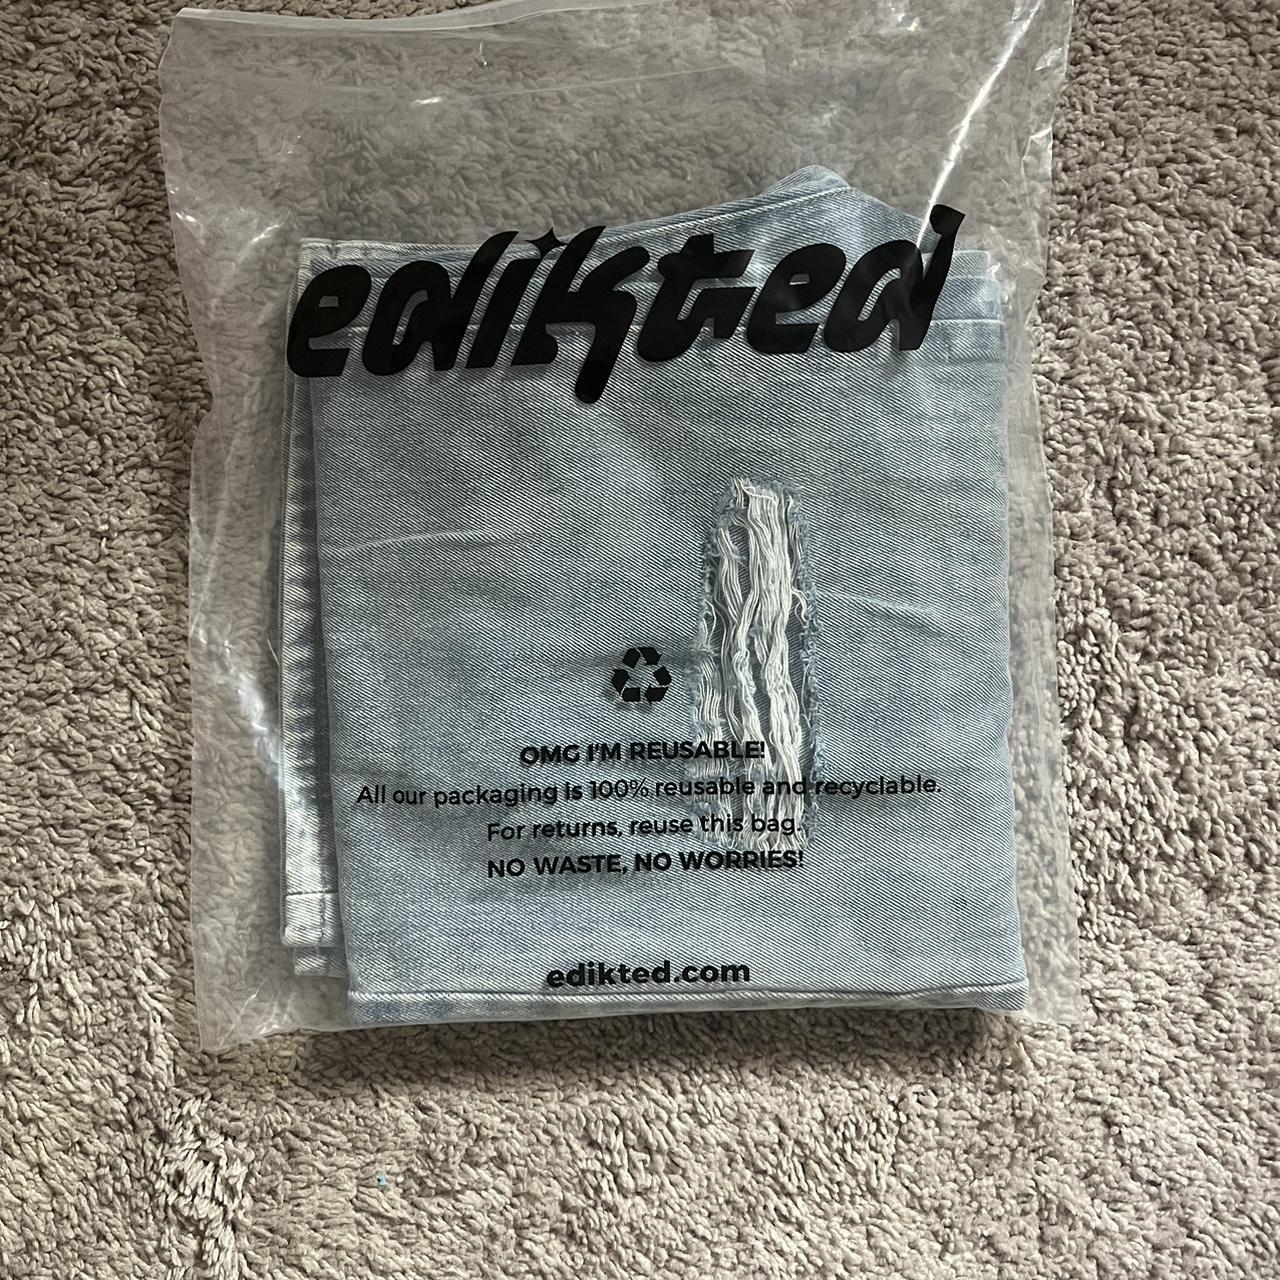 edikted
OMG I'M REUSABLE!
All our packaging is 100% reusable and recyclable.
For returns, reuse this bag.
NO WASTE, NO WORRIES!
edikted.com